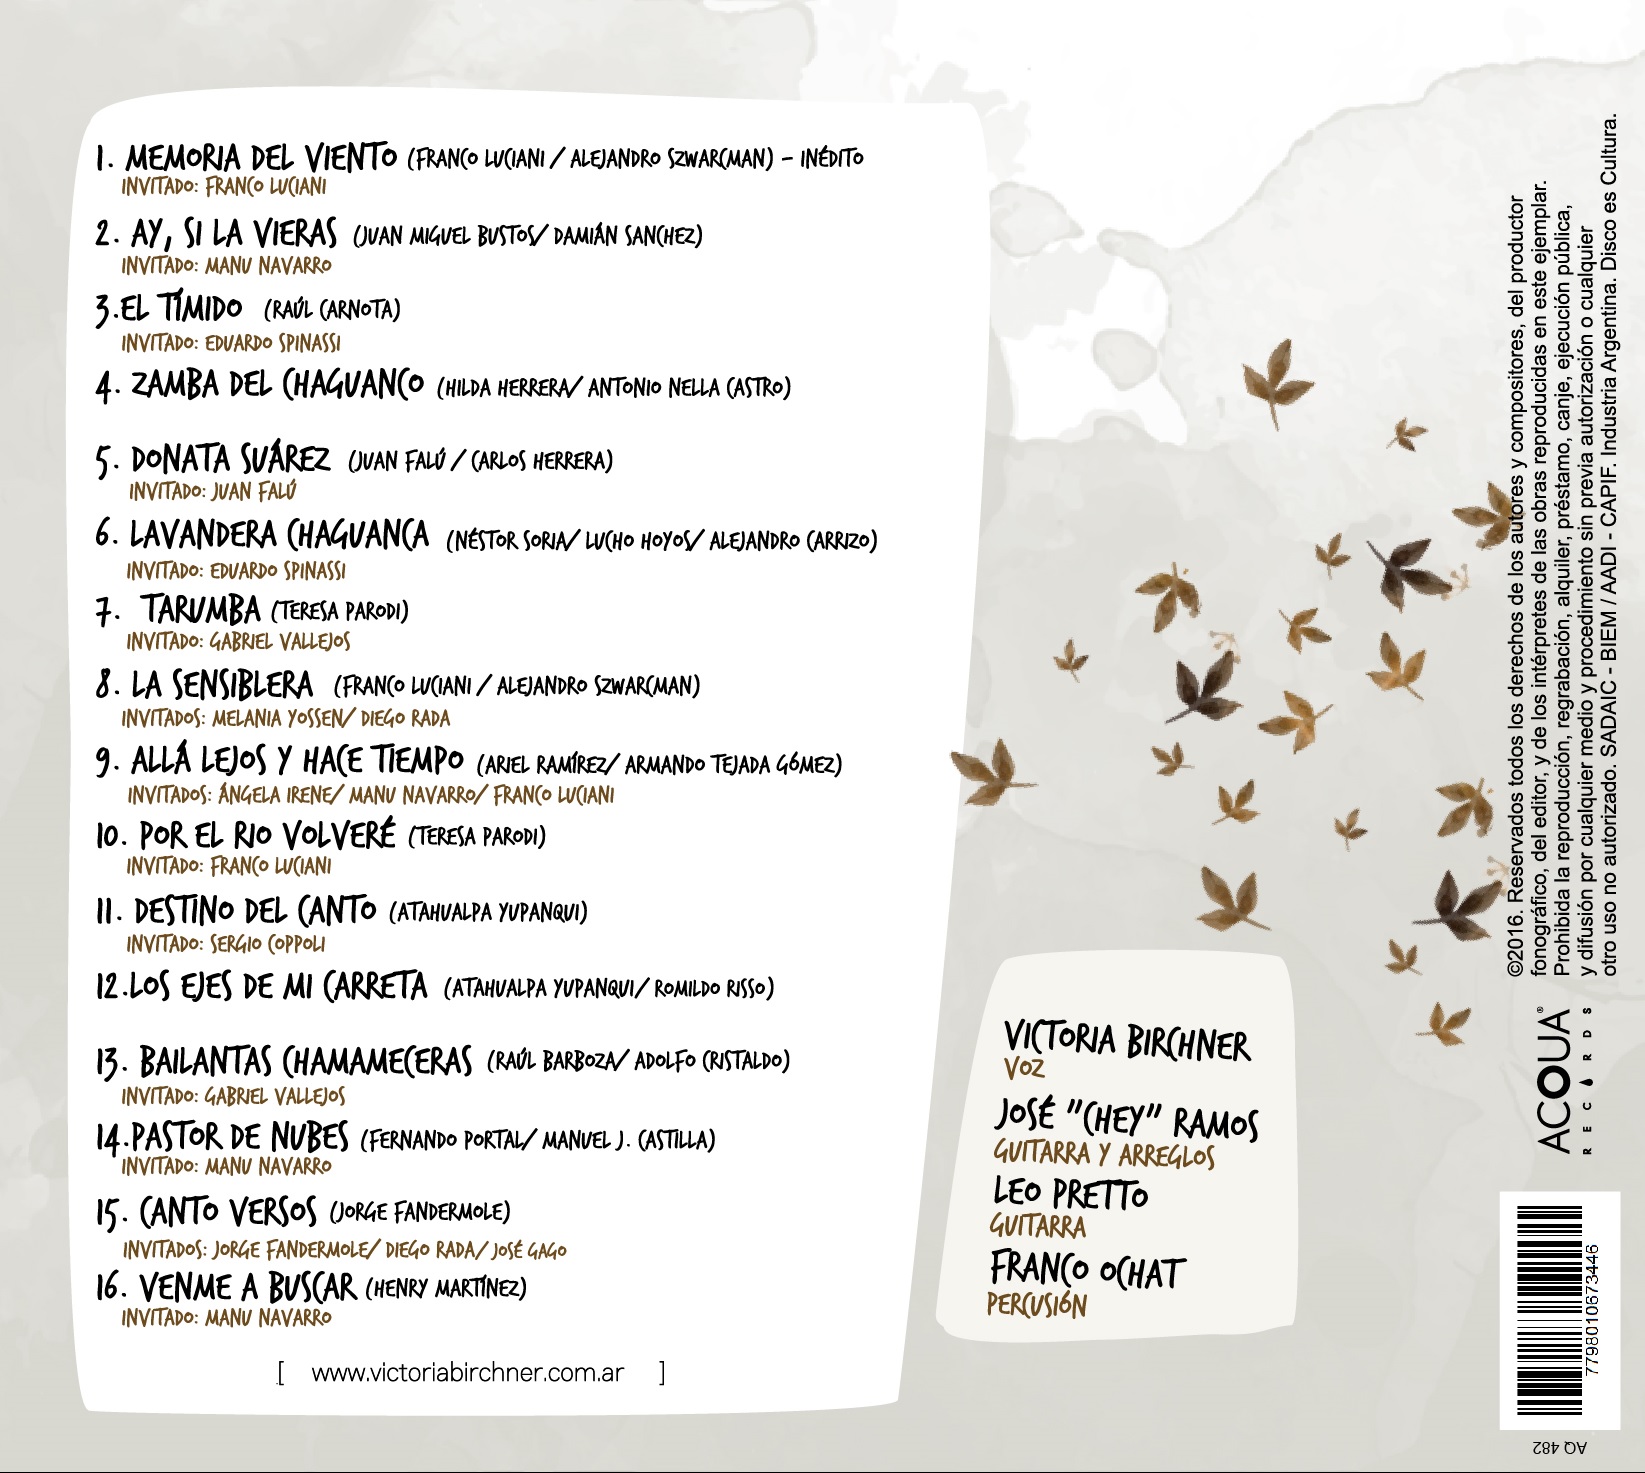 1. MEMORIA DEL VIENTO (FRANCO LUCIANI / ALEJANDRO SZWARCMAN) – INÉDITO
INVITADO: FRANCO LUCIANI
2. AY, SI LA VIERAS (JUAN MIGUEL BUSTOS/ DAMIÁN SANCHEZ)
INVITADO: MANU NAVARRO
3.EL TÍMIDO (RAÚL CARNOTA)
INVITADO: EDUARDO SPINASSI
4. ZAMBA DEL CHAGUANCO (HILDA HERRERA/ ANTONIO NELLA CASTRO)
5. DONATA SUÁREZ (JUAN FALÚ / CARLOS HERRERA)
INVITADO: JUAN FALÚ
6. LAVANDERA CHAGUANCA (NÉSTOR SORIA/ LUCHO HOYOS/ ALEJANDRO CARRIZO)
INVITADO: EDUARDO SPINASSI
7. TARUMBA (TERESA PARODI)
INVITADO: GABRIEL VALLEJOS
8. LA SENSIBLERA (FRANCO LUCIANI / ALEJANDRO SZWARCMAN)
INVITADOS: MELANIA YOSSEN/ DIEGO RADA
9. ALLÁ LEJOS Y HACE TIEMPO (ARIEL RAMÍREZ/ ARMANDO TEJADA GÓMEZ)
INVITADOS: ÁNGELA IRENE/ MANU NAVARRO/ FRANCO LUCIANI
10. POR EL RIO VOLVERÉ (TERESA PARODI)
INVITADO: FRANCO LUCIANI
11. DESTINO DEL CANTO (ATAHUALPA YUPANQUI)
INVITADO: SERGIO COPPOLI
12.LOS EJES DE MI CARRETA (ATAHUALPA YUPANQUI/ ROMILDO RISSO)
13. BAILANTAS CHAMAMECERAS (RAÚL BARBOZA/ ADOLFO CRISTALDO)
INVITADO: GABRIEL VALLEJOS
14.PASTOR DE NUBES (FERNANDO PORTAL/ MANUEL J. CASTILLA)
INVITADO: MANU NAVARRO
15. CANTO VERSOS (JORGE FANDERMOLE)
INVITADOS: JORGE FANDERMOLE/ DIEGO RADA/ JOSÉ GAGO
16. VENME A BUSCAR (HENRY MARTÍNEZ)
INVITADO: MANU NAVARRO
[ www.victoriabirchner.com.ar ]
VICTORIA BIRCHNER
VOZ
JOSÉ "CHEY" RAMOS
GUITARRA Y ARREGLOS
LEO PRETTO
GUITARRA
FRANCO OCHAT
PERCUSIÓN
©2016. Reservados todos los derechos de los autores y compositores, del productor
fonográfico, del editor, y de los intérpretes de las obras reproducidas en este ejemplar.
Prohibida la reproducción, regrabación, alquiler, préstamo, canje, ejecución pública,
y difusión por cualquier medio y procedimiento sin previa autorización o cualquier
otro uso no autorizado. SADAIC - BIEM / AADI - CAPIF. Industria Argentina. Disco es Cultura.
ACQUA®
RECORDS
7798010673446
AQ 482